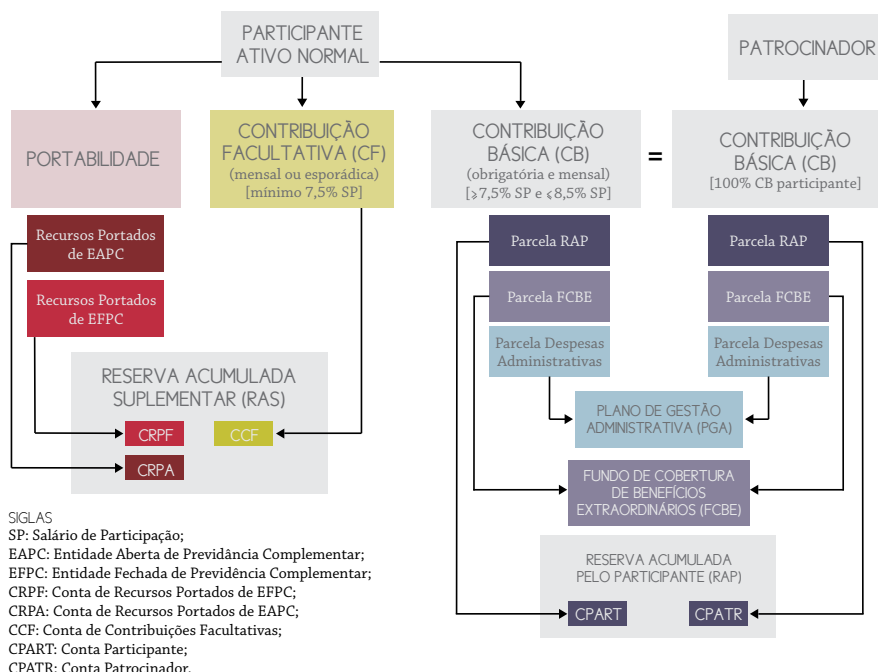 PARTICIPANTE
ATIVO NORMAL
PATROCINADOR
PORTABILIDADE
CONTRIBUIÇÃO
FACULTATIVA (CF)
(mensal ou esporádica)
[mínimo 7,5% SP]
CONTRIBUIÇÃO
BÁSICA (CB)
(obrigatória e mensal)
[⩾7,5% SP e ⩽8,5% SP]
=
CONTRIBUIÇÃO
BÁSICA (CB)
[100% CB participante]
Recursos Portados
de EAPC
Recursos Portados
de EFPC
Parcela RAP
Parcela FCBE
Parcela Despesas
Administrativas
Parcela RAP
Parcela FCBE
Parcela Despesas
Administrativas
RESERVA ACUMULADA
SUPLEMENTAR (RAS)
CRPF
CCF
CRPA
PLANO DE GESTÃO
ADMINISTRATIVA (PGA)
FUNDO DE COBERTURA
DE BENEFÍCIOS
EXTRAORDINÁRIOS (FCBE)
RESERVA ACUMULADA
PELO PARTICIPANTE (RAP)
CPART
CPATR
SIGLAS
SP: Salário de Participação;
EAPC: Entidade Aberta de Previdância Complementar;
EFPC: Entidade Fechada de Previdência Complementar;
CRPF: Conta de Recursos Portados de EFPC;
CRPA: Conta de Recursos Portados de EAPC;
CCF: Conta de Contribuições Facultativas;
CPART: Conta Participante;
CPATR: Conta Patrocinador.